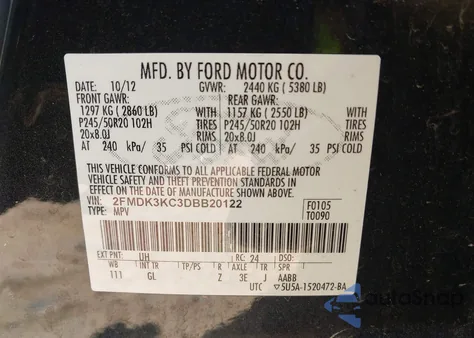 MFD. BY FORD MOTOR CO.
DATE: 10/12 GVWR: 2440 KG ( 5380 LB)
FRONT GAWR: REAR GAWR:
1297 KG ( 2860 LB) WITH 1157 KG ( 2550 LB) WITH
P245/50R20 102H TIRES P245/50R20 102H TIRES
20x8.0J RIMS 20x8.0J RIMS
AT 240 kPa/ 35 PSI COLD AT 240 kPa/ 35 PSI COLD
THIS VEHICLE CONFORMS TO ALL APPLICABLE FEDERAL MOTOR
VEHICLE SAFETY AND THEFT PREVENTION STANDARDS IN EFFECT
ON THE DATE OF MANUFACTURE SHOWN ABOVE.
VIN: 2FMDK3KC3DBB20122 F0105
TYPE: MPV T0090
EXT PNT: UH RC: 24 DSO:
WB INT TR TP/PS R AXLE TR SPR
111 GL Z 3E J AABB
UTC 5U5A-1520472-BA
AutoSnap